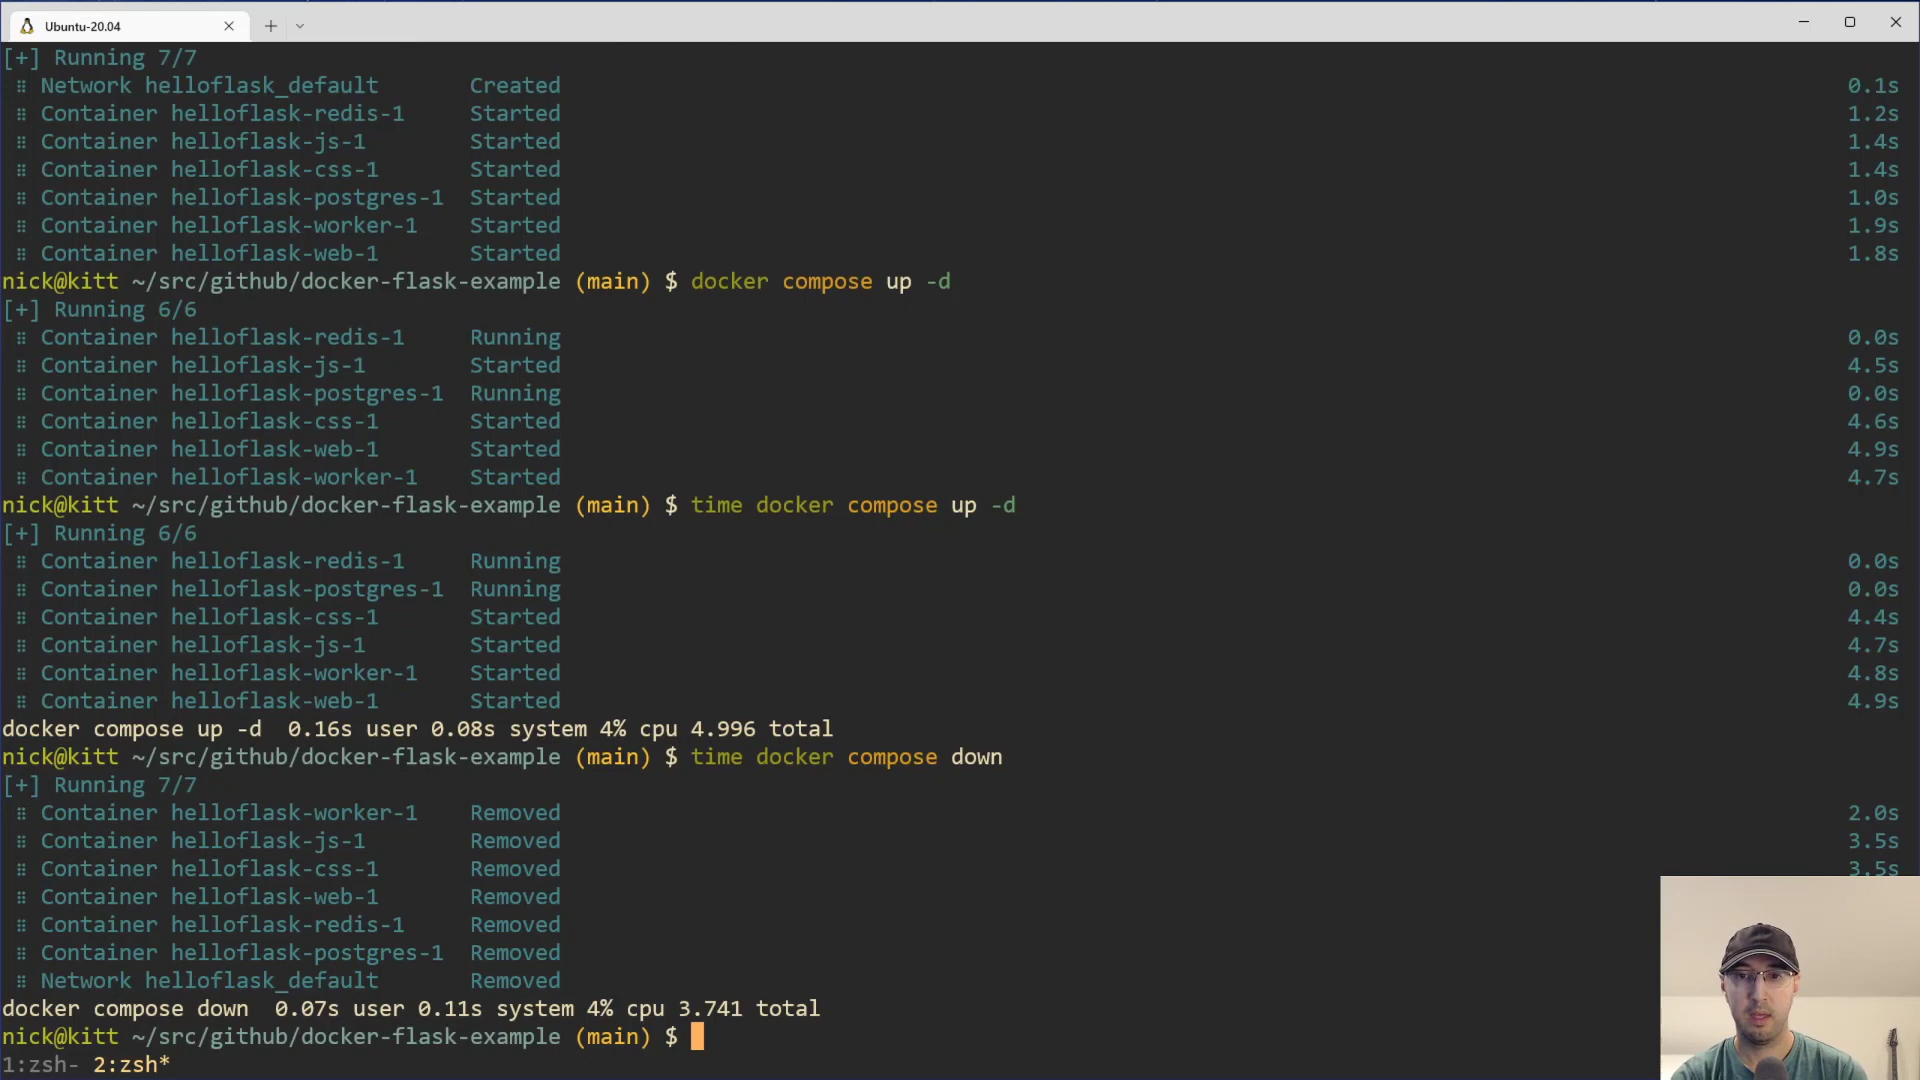 Ubuntu-20.04
[+] Running 7/7
⠿ Network helloflask_default Created 0.1s
⠿ Container helloflask-redis-1 Started 1.2s
⠿ Container helloflask-js-1 Started 1.4s
⠿ Container helloflask-css-1 Started 1.4s
⠿ Container helloflask-postgres-1 Started 1.0s
⠿ Container helloflask-worker-1 Started 1.9s
⠿ Container helloflask-web-1 Started 1.8s
nick@kitt ~/src/github/docker-flask-example (main) $ docker compose up -d
[+] Running 6/6
⠿ Container helloflask-redis-1 Running 0.0s
⠿ Container helloflask-js-1 Started 4.5s
⠿ Container helloflask-postgres-1 Running 0.0s
⠿ Container helloflask-css-1 Started 4.6s
⠿ Container helloflask-web-1 Started 4.9s
⠿ Container helloflask-worker-1 Started 4.7s
nick@kitt ~/src/github/docker-flask-example (main) $ time docker compose up -d
[+] Running 6/6
⠿ Container helloflask-redis-1 Running 0.0s
⠿ Container helloflask-postgres-1 Running 0.0s
⠿ Container helloflask-css-1 Started 4.4s
⠿ Container helloflask-js-1 Started 4.7s
⠿ Container helloflask-worker-1 Started 4.8s
⠿ Container helloflask-web-1 Started 4.9s
docker compose up -d 0.16s user 0.08s system 4% cpu 4.996 total
nick@kitt ~/src/github/docker-flask-example (main) $ time docker compose down
[+] Running 7/7
⠿ Container helloflask-worker-1 Removed 2.0s
⠿ Container helloflask-js-1 Removed 3.5s
⠿ Container helloflask-css-1 Removed 3.5s
⠿ Container helloflask-web-1 Removed
⠿ Container helloflask-redis-1 Removed
⠿ Container helloflask-postgres-1 Removed
⠿ Network helloflask_default Removed
docker compose down 0.07s user 0.11s system 4% cpu 3.741 total
nick@kitt ~/src/github/docker-flask-example (main) $
1:zsh- 2:zsh*